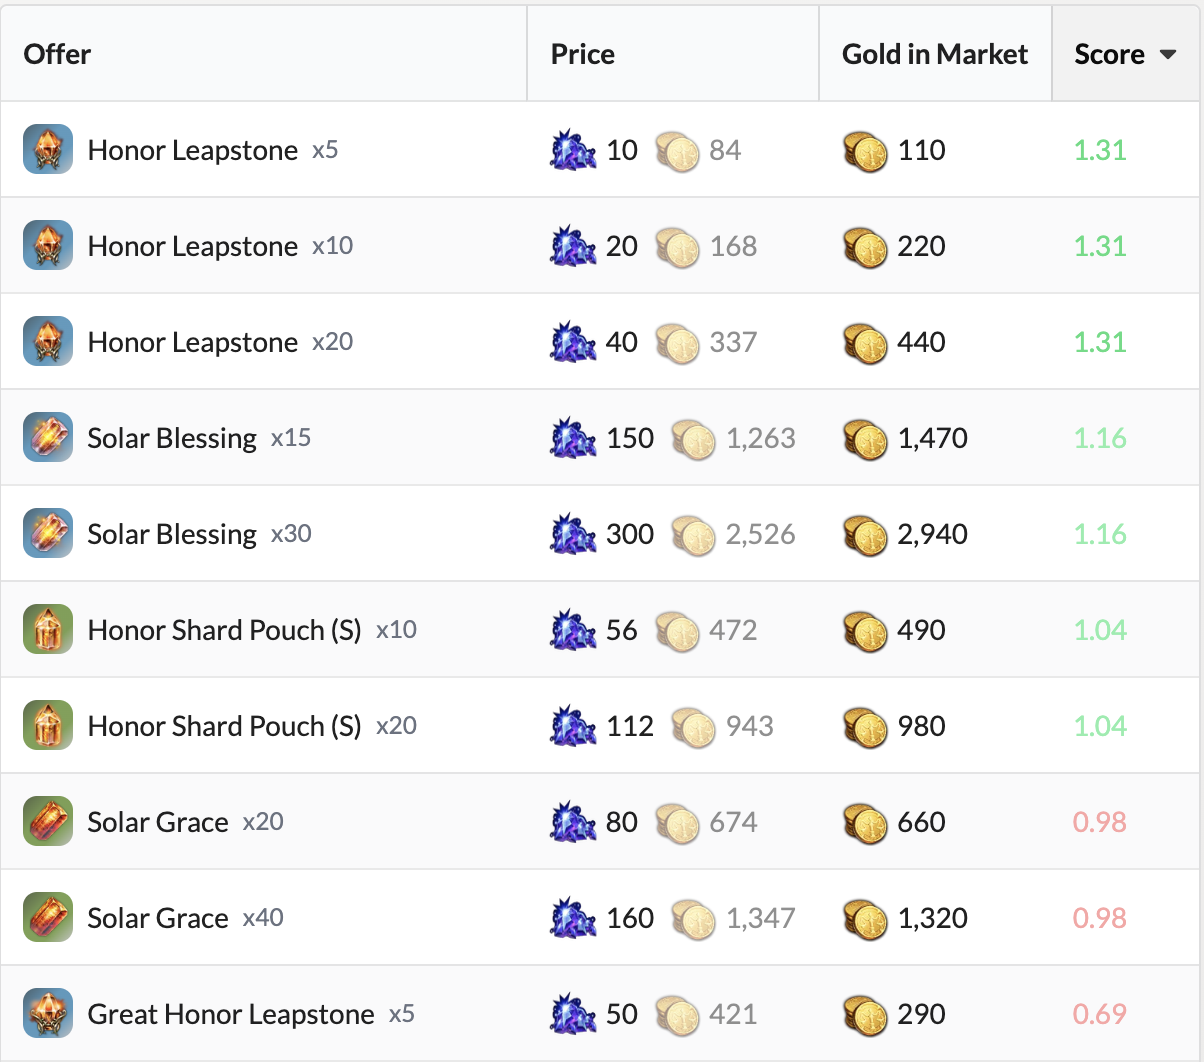 Offer Price Gold in Market Score
Honor Leapstone x5 10 84 110 1.31
Honor Leapstone x10 20 168 220 1.31
Honor Leapstone x20 40 337 440 1.31
Solar Blessing x15 150 1,263 1,470 1.16
Solar Blessing x30 300 2,526 2,940 1.16
Honor Shard Pouch (S) x10 56 472 490 1.04
Honor Shard Pouch (S) x20 112 943 980 1.04
Solar Grace x20 80 674 660 0.98
Solar Grace x40 160 1,347 1,320 0.98
Great Honor Leapstone x5 50 421 290 0.69